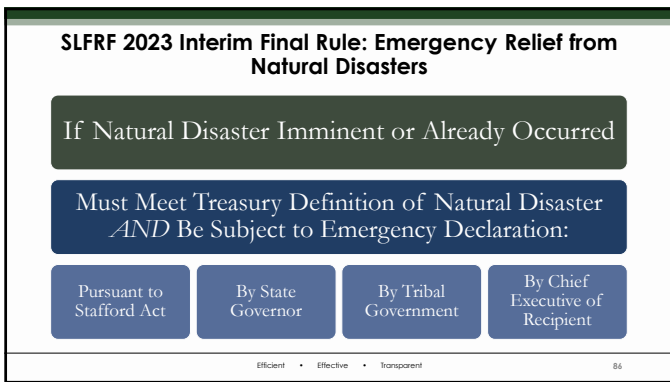 SLFRF 2023 Interim Final Rule: Emergency Relief from
Natural Disasters
If Natural Disaster Imminent or Already Occurred
Must Meet Treasury Definition of Natural Disaster
AND Be Subject to Emergency Declaration:
Pursuant to
Stafford Act
By State
Governor
By Tribal
Government
By Chief
Executive of
Recipient
Efficient • Effective • Transparent
86